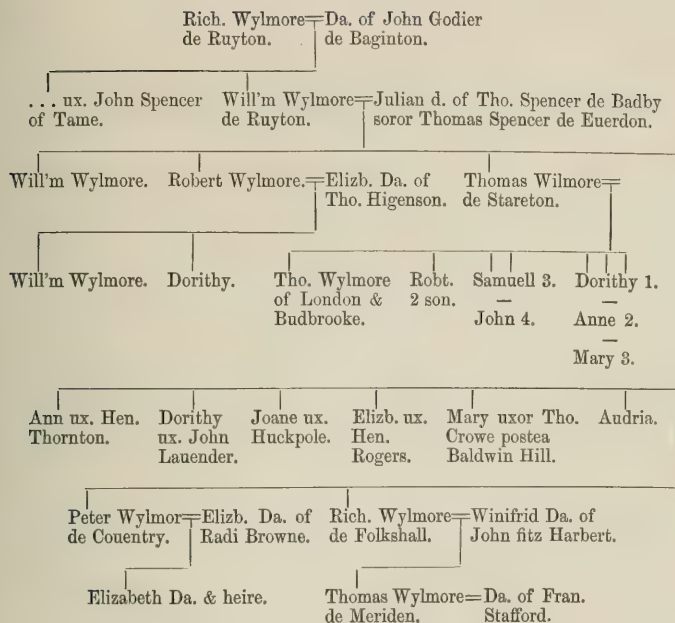 Rich. Wylmore=Da. of John Godier
de Ruyton. de Baginton.
... ux. John Spencer Will'm Wylmore=Julian d. of Tho. Spencer de Badby
of Tame. de Ruyton. soror Thomas Spencer de Euerdon.
Will'm Wylmore. Robert Wylmore.=Elizb. Da. of Thomas Wilmore=
Tho. Higenson. de Stareton.
Will'm Wylmore. Dorithy. Tho. Wylmore Robt. Samuell 3. Dorithy 1.
of London & 2 son. — —
Budbrooke. John 4. Anne 2.
—
Mary 3.
Ann ux. Hen. Dorithy Joane ux. Elizb. ux. Mary uxor Tho. Audria.
Thornton. ux. John Huckpole. Hen. Crowe postea
Lauender. Rogers. Baldwin Hill.
Peter Wylmor=Elizb. Da. of Rich. Wylmore=Winifrid Da. of
de Couentry. Radi Browne. de Folkshall. John fitz Harbert.
Elizabeth Da. & heire. Thomas Wylmore=Da. of Fran.
de Meriden. Stafford.